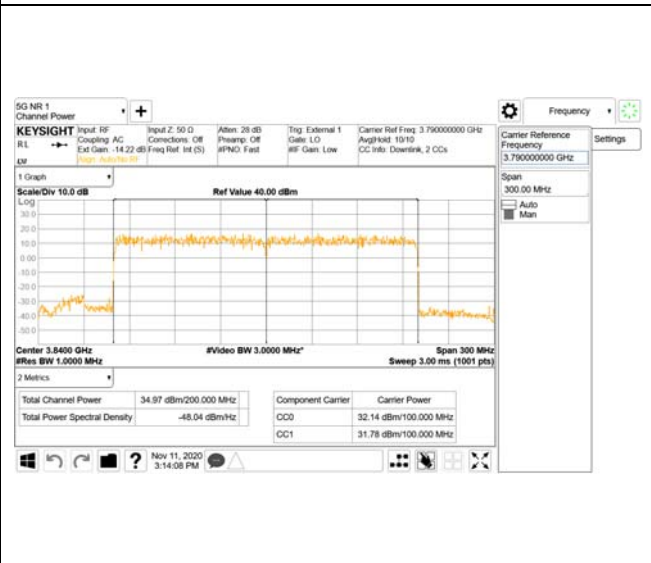 5G NR 1
Channel Power
Frequency
KEYSIGHT
RL
Input: RF
Coupling: AC
Ext Gain: -14.22 dB
Align: Auto/No RF
Input Z: 50 Ω
Corrections: Off
Freq Ref: Int (S)
Atten: 28 dB
Preamp: Off
#PNO: Fast
Trig: External 1
Gate: LO
#IF Gain: Low
Carrier Ref Freq: 3.790000000 GHz
Avg|Hold: 10/10
CC Info: Downlink, 2 CCs
Carrier Reference
Frequency
3.790000000 GHz
Settings
Span
300.00 MHz
Auto
Man
1 Graph
Scale/Div 10.0 dB
Ref Value 40.00 dBm
Log
30.0
20.0
10.0
0.00
-10.0
-20.0
-30.0
-40.0
-50.0
Center 3.8400 GHz
#Video BW 3.0000 MHz*
Span 300 MHz
#Res BW 1.0000 MHz
Sweep 3.00 ms (1001 pts)
2 Metrics
Total Channel Power 34.97 dBm/200.000 MHz
Total Power Spectral Density -48.04 dBm/Hz
Component Carrier Carrier Power
CC0 32.14 dBm/100.000 MHz
CC1 31.78 dBm/100.000 MHz
Nov 11, 2020
3:14:08 PM